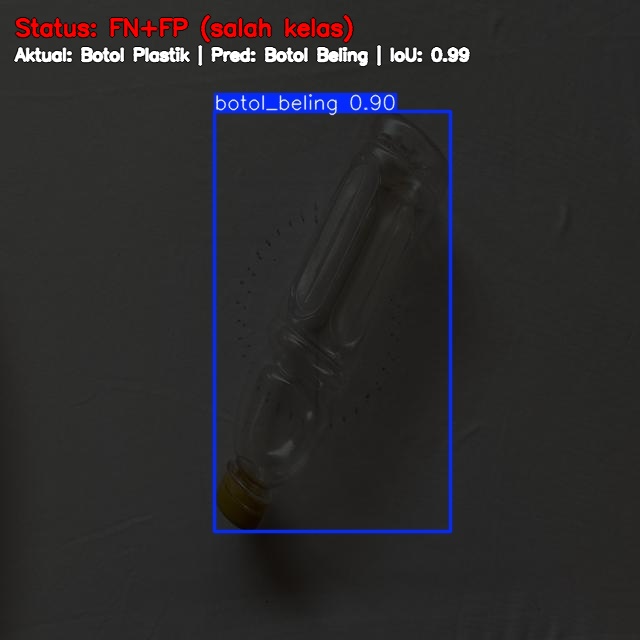 Status: FN+FP (salah kelas)
Aktual: Botol Plastik | Pred: Botol Beling | IoU: 0.99
botol_beling 0.90